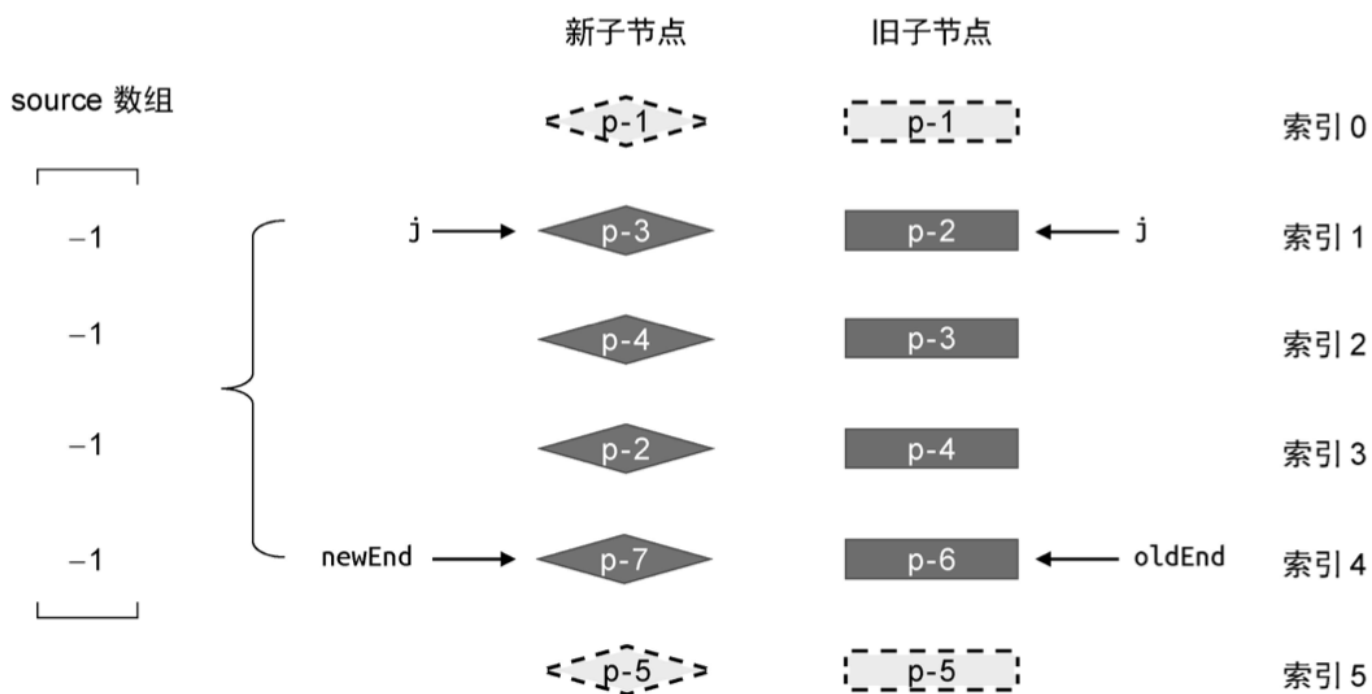 新子节点 旧子节点
source 数组
p-1 p-1 索引 0
–1 j p-3 p-2 j 索引 1
–1 p-4 p-3 索引 2
–1 p-2 p-4 索引 3
–1 newEnd p-7 p-6 oldEnd 索引 4
p-5 p-5 索引 5